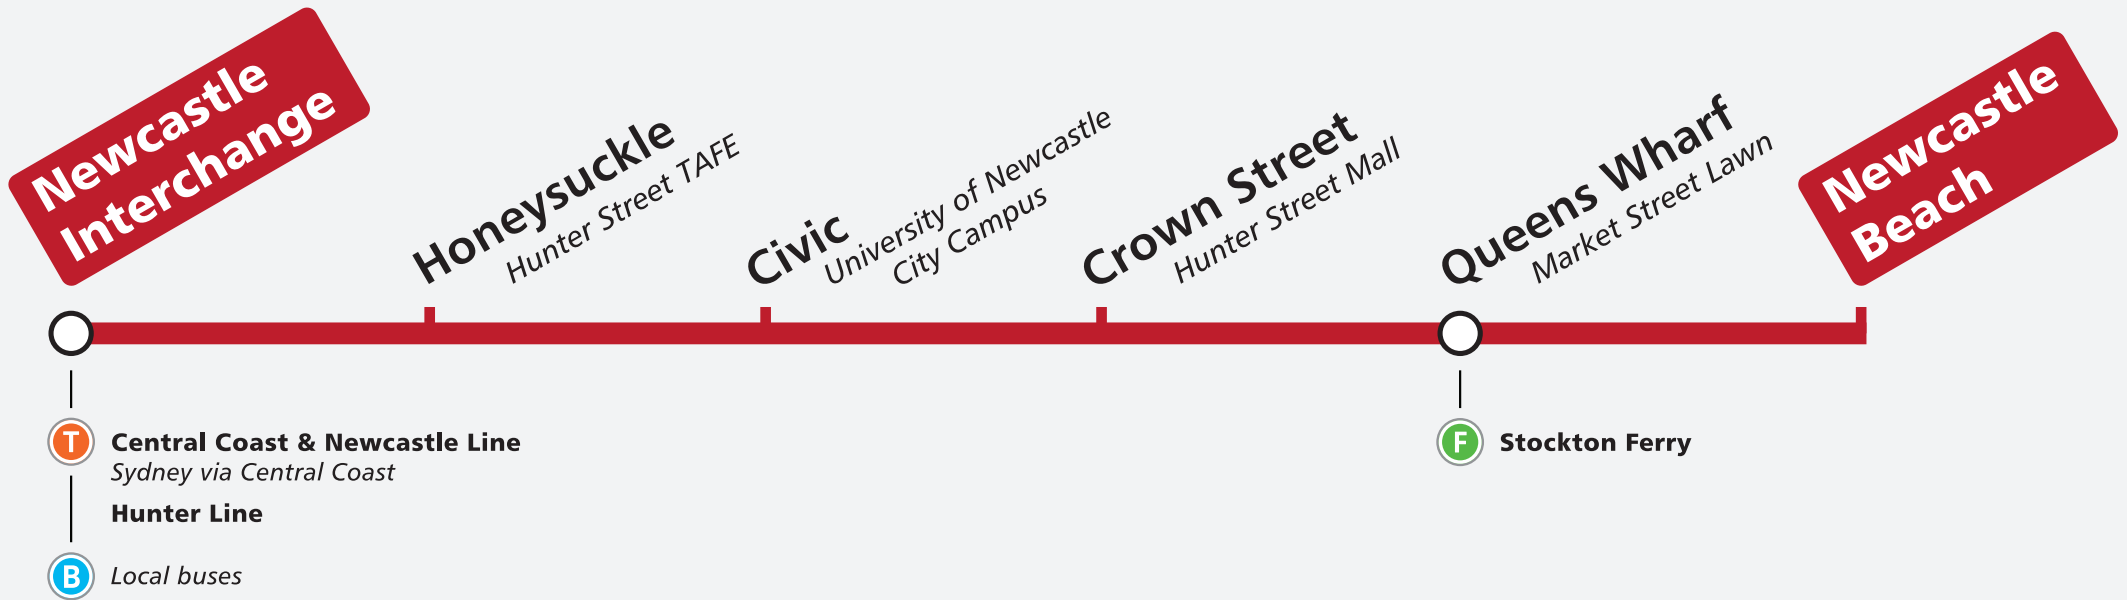 Newcastle
Interchange
Honeysuckle
Hunter Street TAFE
Civic
University of Newcastle
City Campus
Crown Street
Hunter Street Mall
Queens Wharf
Market Street Lawn
Newcastle
Beach
T Central Coast & Newcastle Line
Sydney via Central Coast
Hunter Line
B Local buses
F Stockton Ferry